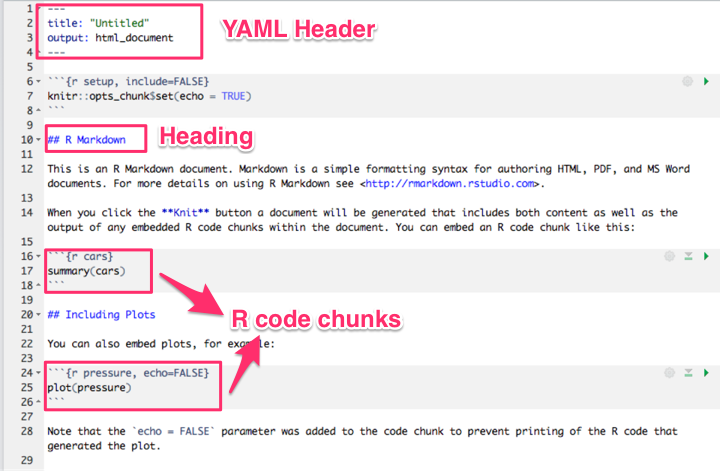 1 ---
2 title: "Untitled"
3 output: html_document
4 ---
YAML Header
5
6 ```{r setup, include=FALSE}
7 knitr::opts_chunk$set(echo = TRUE)
8 ```
9
10 ## R Markdown
Heading
11
12 This is an R Markdown document. Markdown is a simple formatting syntax for authoring HTML, PDF, and MS Word
documents. For more details on using R Markdown see <http://rmarkdown.rstudio.com>.
13
14 When you click the **Knit** button a document will be generated that includes both content as well as the
output of any embedded R code chunks within the document. You can embed an R code chunk like this:
15
16 ```{r cars}
17 summary(cars)
18 ```
19
R code chunks
20 ## Including Plots
21
22 You can also embed plots, for example:
23
24 ```{r pressure, echo=FALSE}
25 plot(pressure)
26 ```
27
28 Note that the `echo = FALSE` parameter was added to the code chunk to prevent printing of the R code that
generated the plot.
29